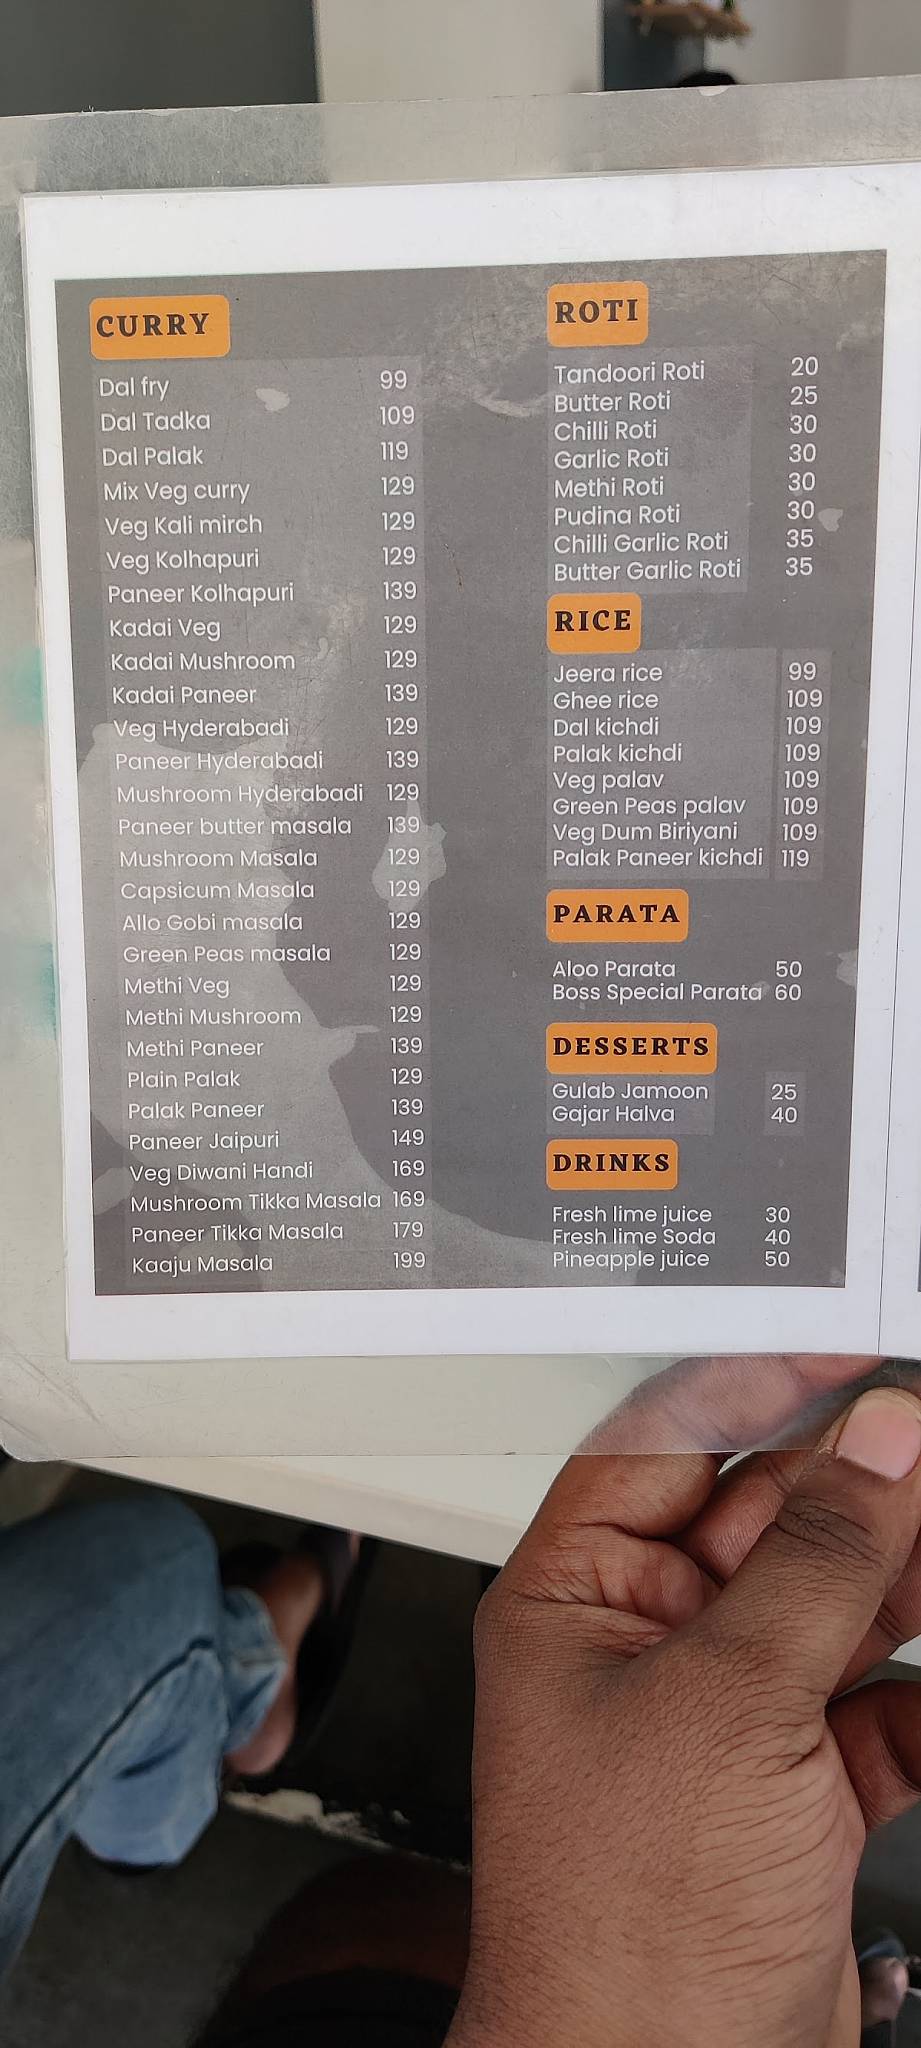 CURRY
Dal fry 99
Dal Tadka 109
Dal Palak 119
Mix Veg curry 129
Veg Kali mirch 129
Veg Kolhapuri 129
Paneer Kolhapuri 139
Kadai Veg 129
Kadai Mushroom 129
Kadai Paneer 139
Veg Hyderabadi 129
Paneer Hyderabadi 139
Mushroom Hyderabadi 129
Paneer butter masala 139
Mushroom Masala 129
Capsicum Masala 129
Allo Gobi masala 129
Green Peas masala 129
Methi Veg 129
Methi Mushroom 129
Methi Paneer 139
Plain Palak 129
Palak Paneer 139
Paneer Jaipuri 149
Veg Diwani Handi 169
Mushroom Tikka Masala 169
Paneer Tikka Masala 179
Kaaju Masala 199
ROTI
Tandoori Roti 20
Butter Roti 25
Chilli Roti 30
Garlic Roti 30
Methi Roti 30
Pudina Roti 30
Chilli Garlic Roti 35
Butter Garlic Roti 35
RICE
Jeera rice 99
Ghee rice 109
Dal kichdi 109
Palak kichdi 109
Veg palav 109
Green Peas palav 109
Veg Dum Biriyani 109
Palak Paneer kichdi 119
PARATA
Aloo Parata 50
Boss Special Parata 60
DESSERTS
Gulab Jamoon 25
Gajar Halva 40
DRINKS
Fresh lime juice 30
Fresh lime Soda 40
Pineapple juice 50